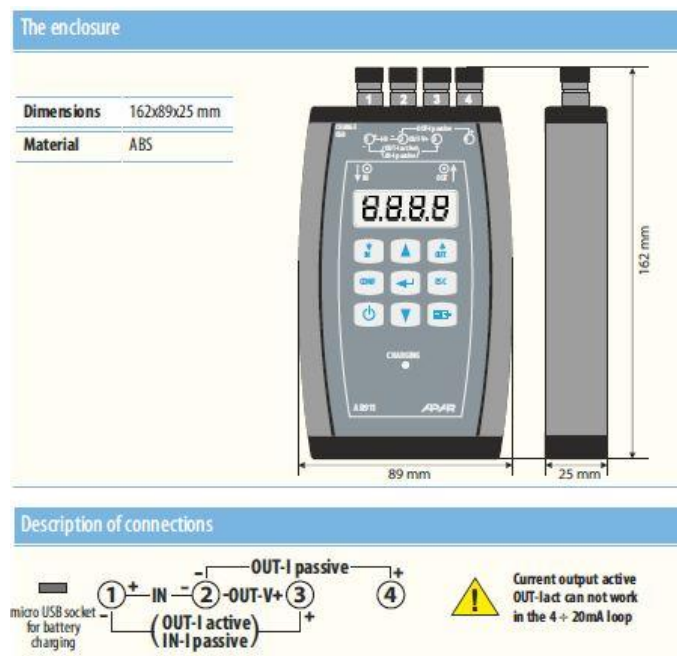 The enclosure
Dimensions 162x89x25 mm
Material ABS
1 2 3 4
IN
OUT
8.8.8.8
IN
OUT
CONF
ESC
CHARGING
APAR
162 mm
89 mm
25 mm
Description of connections
micro USB socket
for battery
charging
- OUT-I passive +
1 + IN - 2 -OUT-V+ 3 4
- OUT-I active +
IN-I passive
Current output active
OUT-Iact can not work
in the 4 ÷ 20mA loop